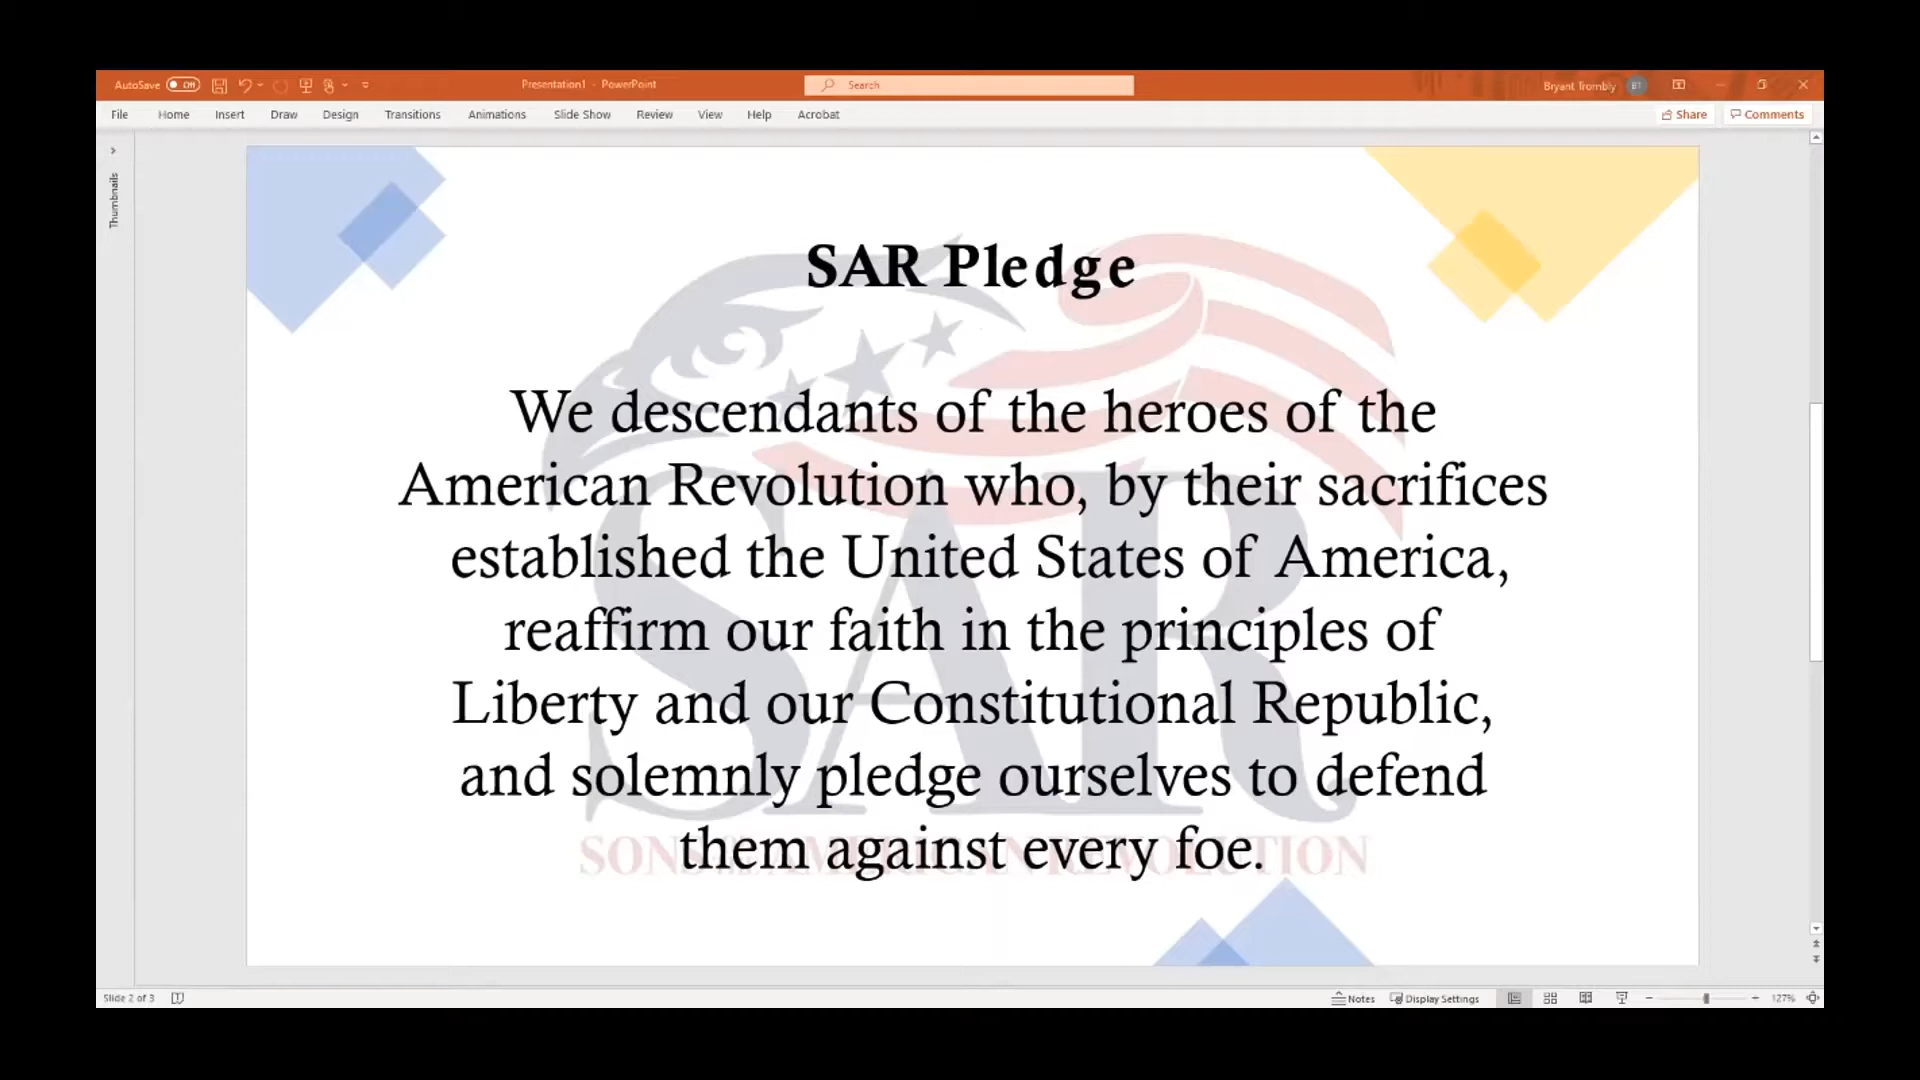 AutoSave Off Presentation1 - PowerPoint Search Bryant Trombly BT
File Home Insert Draw Design Transitions Animations Slide Show Review View Help Acrobat Share Comments
Thumbnails
SAR Pledge
We descendants of the heroes of the
American Revolution who, by their sacrifices
established the United States of America,
reaffirm our faith in the principles of
Liberty and our Constitutional Republic,
and solemnly pledge ourselves to defend
them against every foe.
SAR
SONS OF THE AMERICAN REVOLUTION
Slide 2 of 3 Notes Display Settings 127%